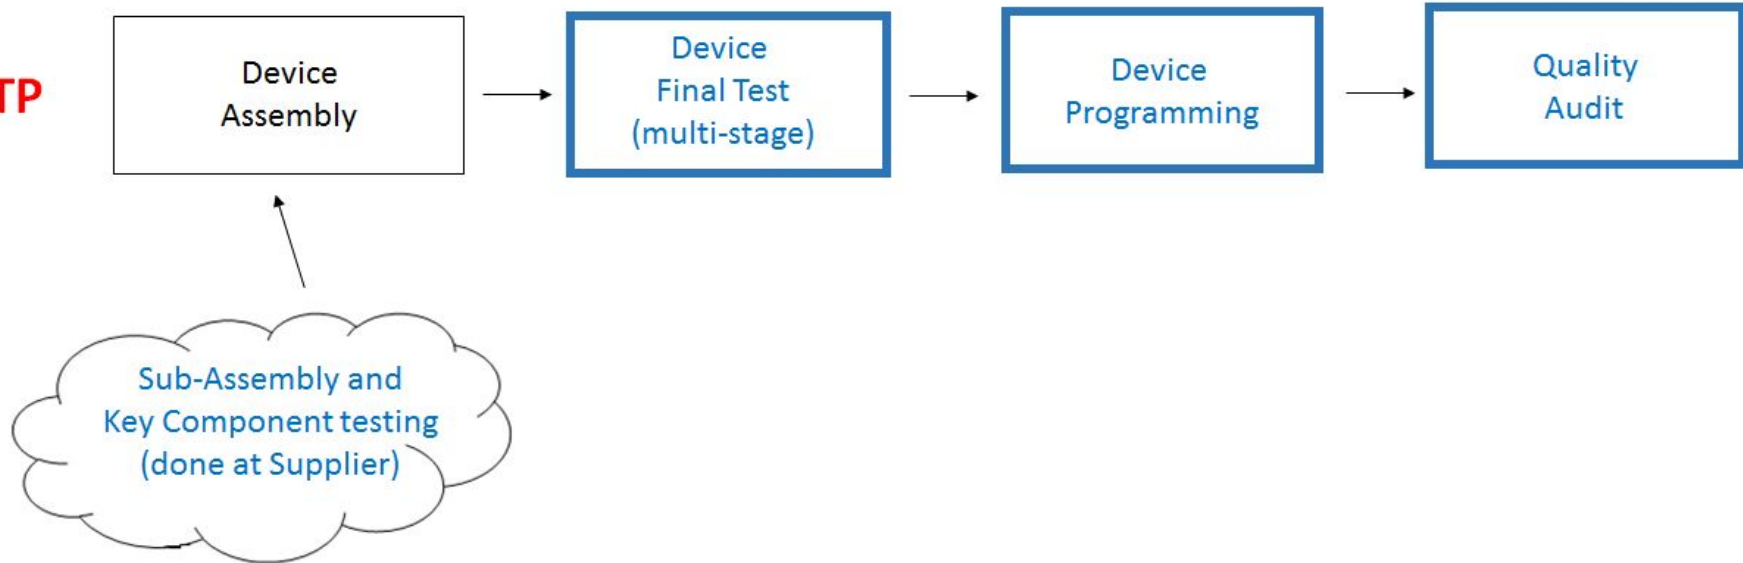 TP
Device
Assembly
Device
Final Test
(multi-stage)
Device
Programming
Quality
Audit
Sub-Assembly and
Key Component testing
(done at Supplier)